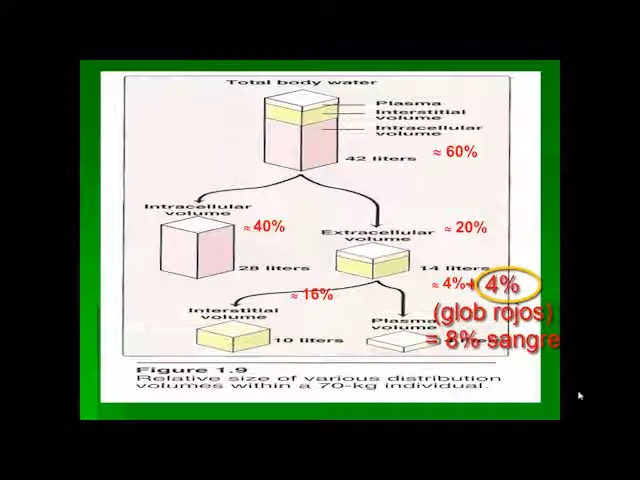 Total body water
Plasma
Interstitial
volume
Intracellular
volume
42 liters
≈ 60%
Intracellular
volume
≈ 40%
28 liters
Extracellular
volume
≈ 20%
14 liters
≈ 4%+ 4%
(glob rojos)
= 8% sangre
≈ 16%
Interstitial
volume
10 liters
Plasma
volume
Figure 1.9
Relative size of various distribution
volumes within a 70-kg individual.